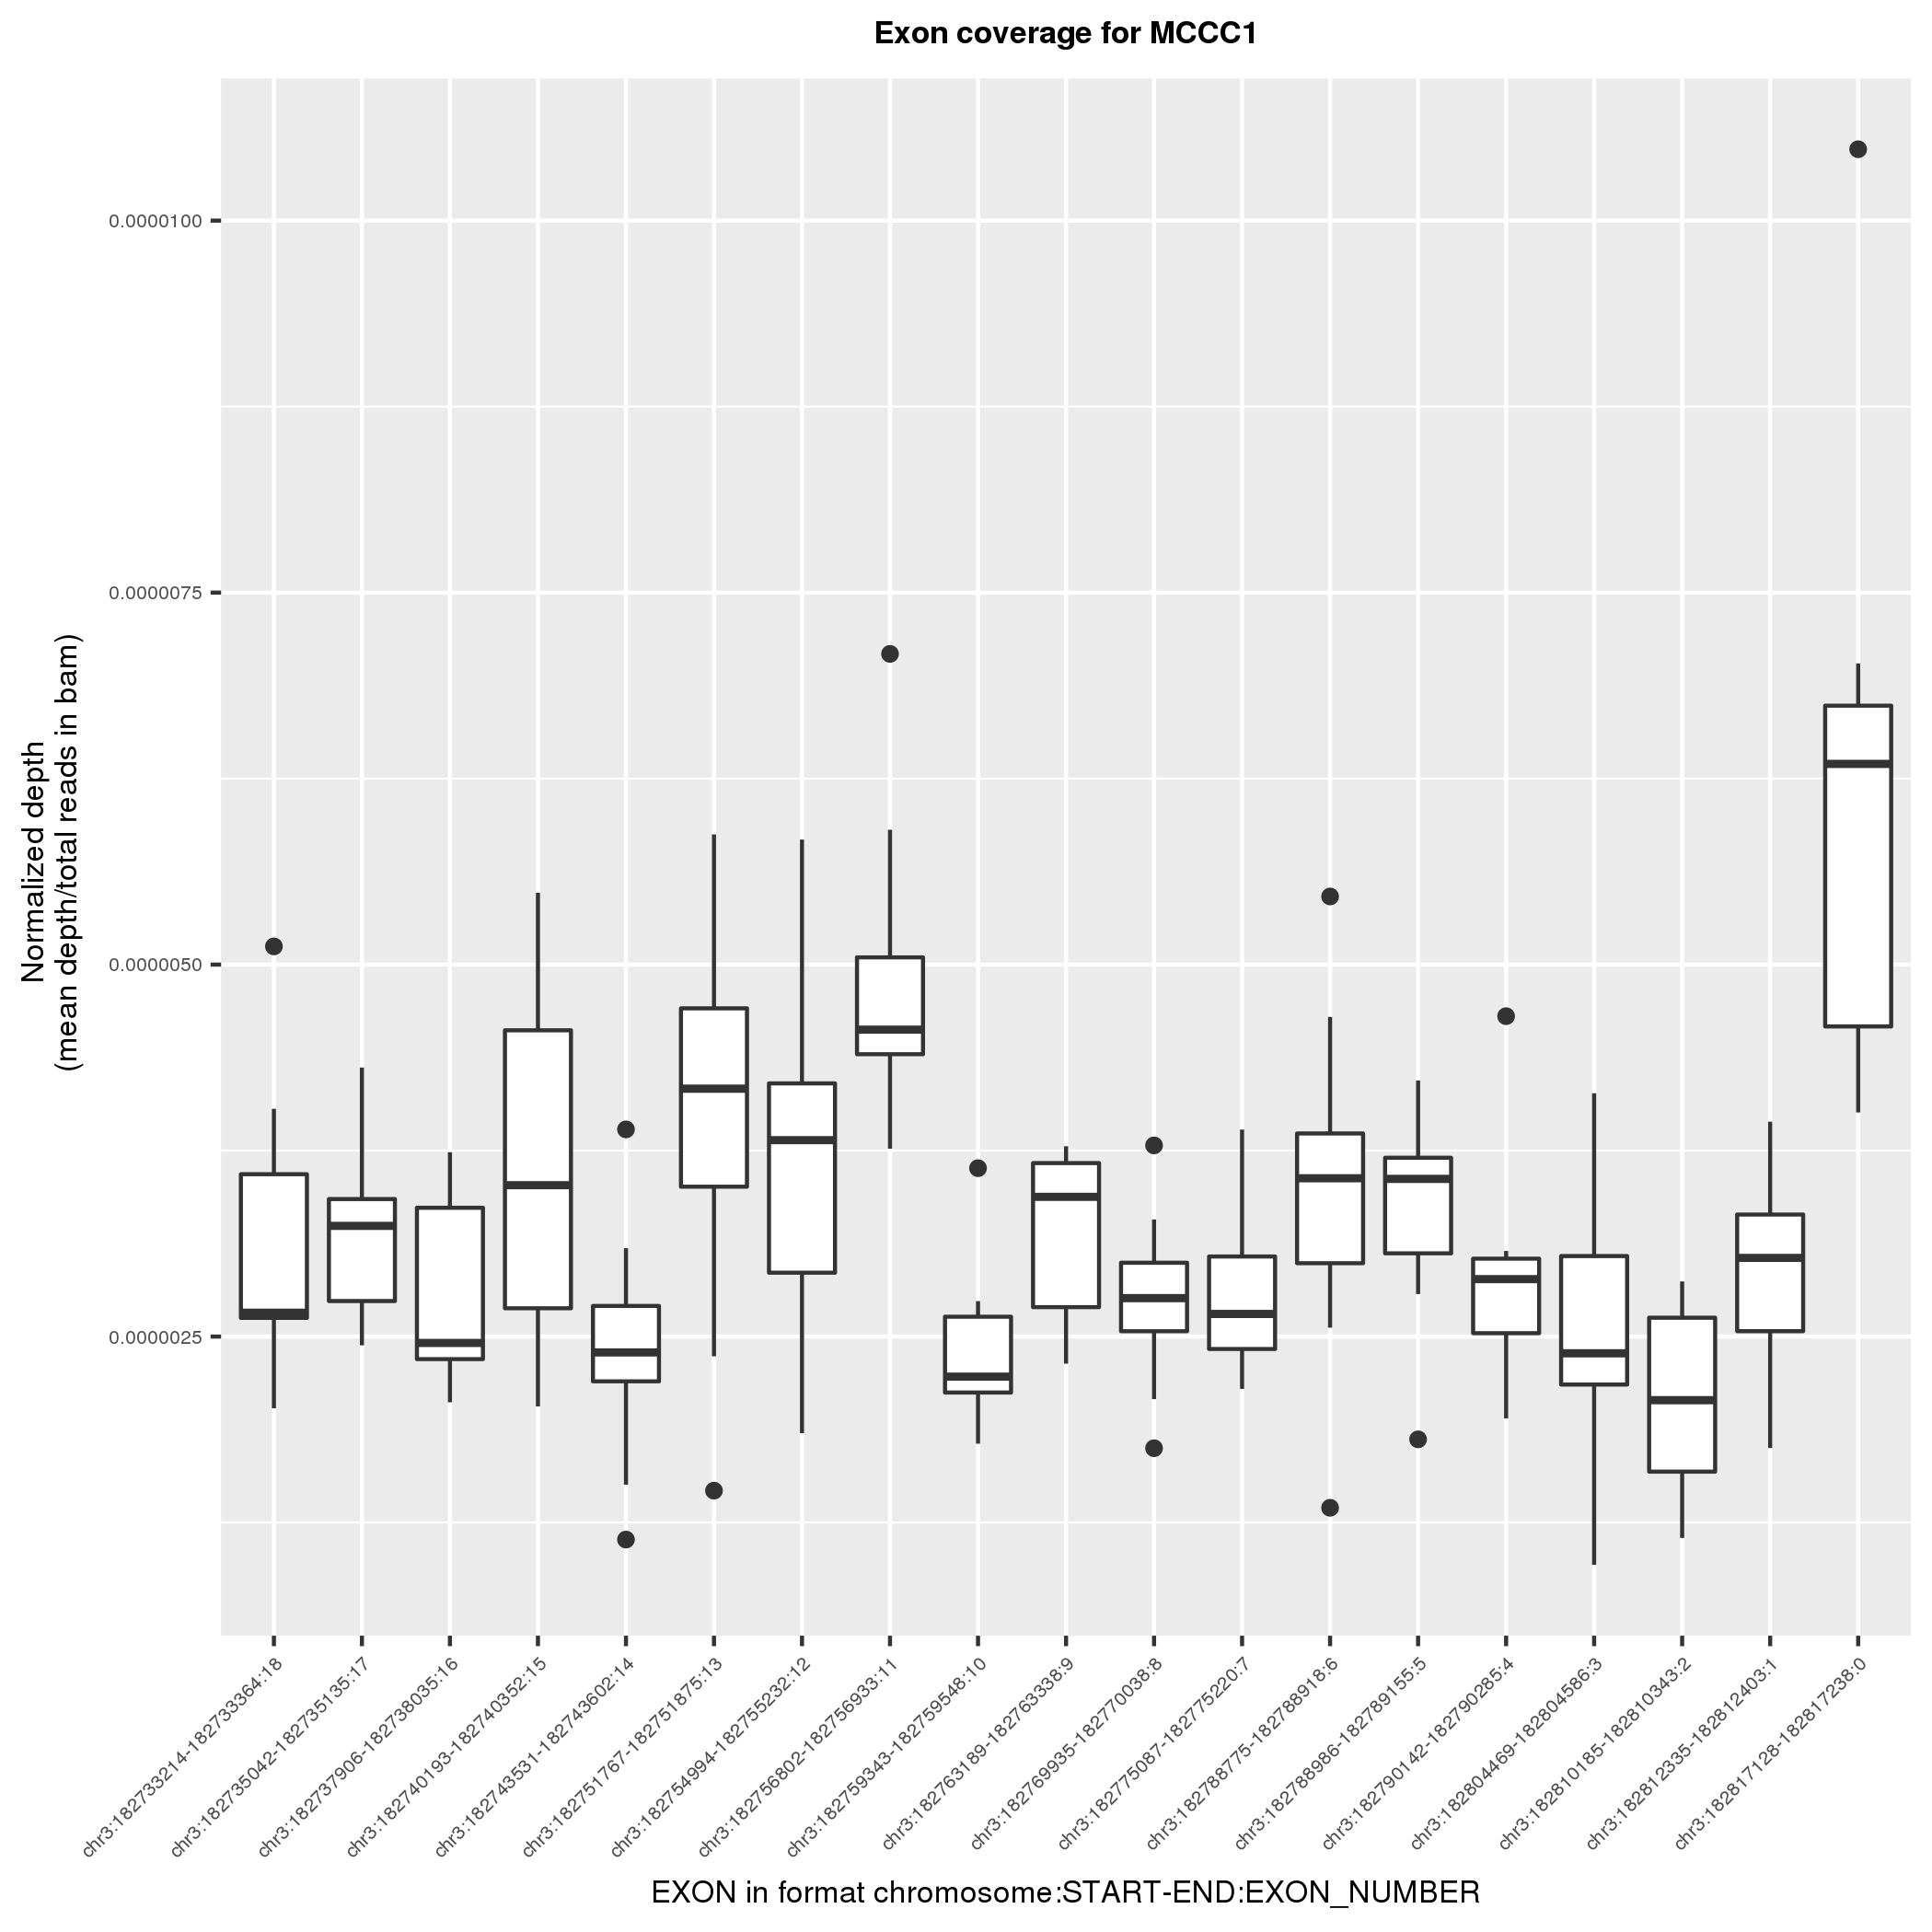 Exon coverage for MCCC1
0.0000100
0.0000075
0.0000050
0.0000025
Normalized depth
(mean depth/total reads in bam)
chr3:182733214-182733364:18
chr3:182735042-182735135:17
chr3:182737906-182738035:16
chr3:182740193-182740352:15
chr3:182743531-182743602:14
chr3:182751767-182751875:13
chr3:182754994-182755232:12
chr3:182756802-182756933:11
chr3:182759343-182759548:10
chr3:182763189-182763338:9
chr3:182769935-182770038:8
chr3:182775087-182775220:7
chr3:182788775-182788918:6
chr3:182788986-182789155:5
chr3:182790142-182790285:4
chr3:182804469-182804586:3
chr3:182810185-182810343:2
chr3:182812335-182812403:1
chr3:182817128-182817238:0
EXON in format chromosome:START-END:EXON_NUMBER